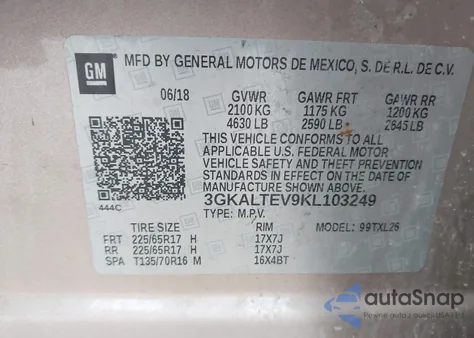 GM
MFD BY GENERAL MOTORS DE MEXICO, S. DE R.L. DE C.V.
06/18 GVWR GAWR FRT GAWR RR
2100 KG 1175 KG 1200 KG
4630 LB 2590 LB 2645 LB
THIS VEHICLE CONFORMS TO ALL
APPLICABLE U.S. FEDERAL MOTOR
VEHICLE SAFETY AND THEFT PREVENTION
STANDARDS IN EFFECT ON THE DATE OF
MANUFACTURE SHOWN ABOVE.
444C 3GKALTEV9KL103249
TYPE: M.P.V. MODEL: 99TXL26
TIRE SIZE RIM
FRT 225/65R17 H 17X7J
RR 225/65R17 H 17X7J
SPA T135/70R16 M 16X4BT
autoSnap